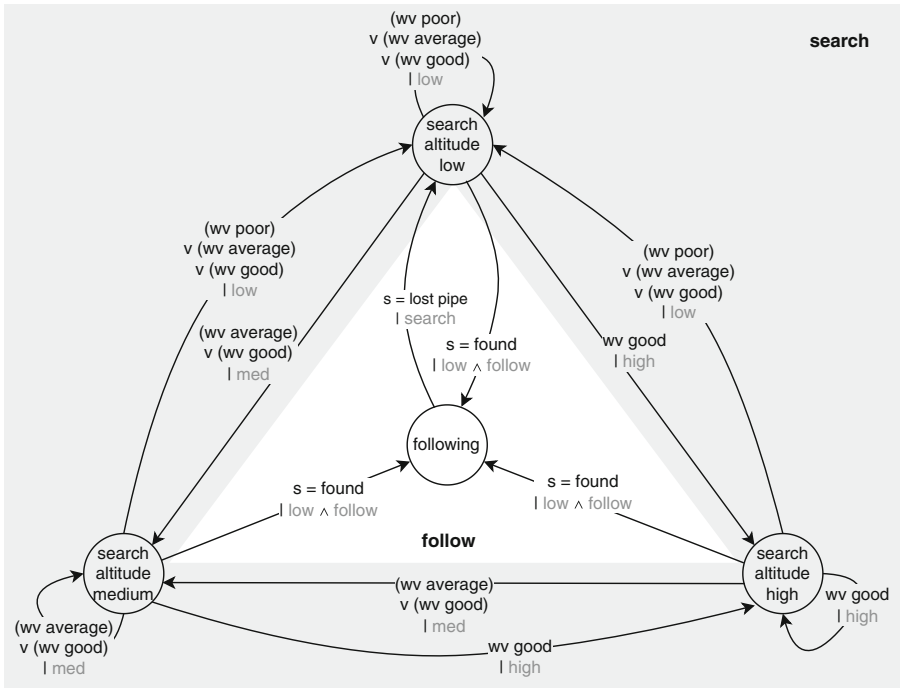 (wv poor)
v (wv average)
v (wv good)
| low
search
search
altitude
low
(wv poor)
v (wv average)
v (wv good)
| low
(wv poor)
v (wv average)
v (wv good)
| low
(wv average)
v (wv good)
| med
s = lost pipe
| search
s = found
| low ∧ follow
wv good
| high
following
s = found
| low ∧ follow
s = found
| low ∧ follow
follow
search
altitude
medium
search
altitude
high
(wv average)
v (wv good)
| med
(wv average)
v (wv good)
| med
wv good
| high
wv good
| high